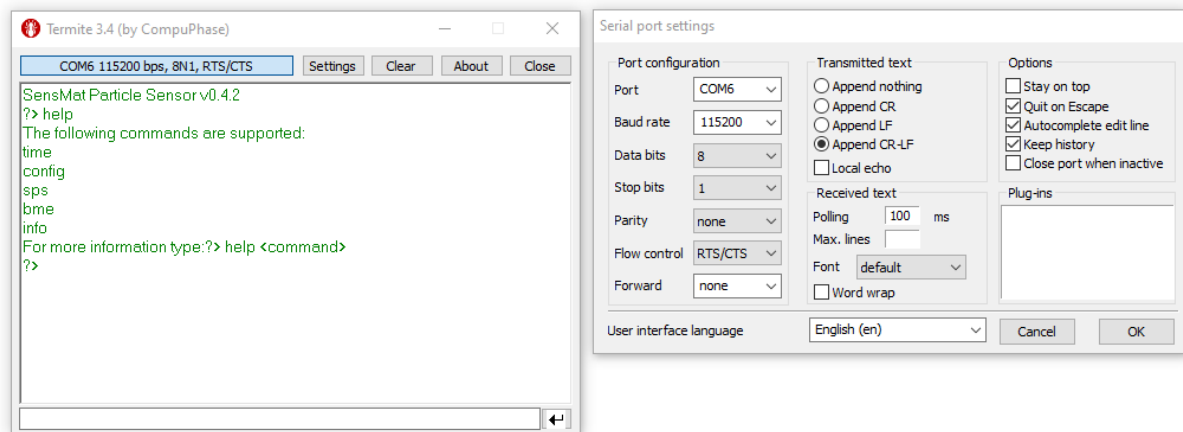 Termite 3.4 (by CompuPhase)
COM6 115200 bps, 8N1, RTS/CTS
Settings
Clear
About
Close
SensMat Particle Sensor v0.4.2
?> help
The following commands are supported:
time
config
sps
bme
info
For more information type:?> help <command>
?>
Serial port settings
Port configuration
Port COM6
Baud rate 115200
Data bits 8
Stop bits 1
Parity none
Flow control RTS/CTS
Forward none
Transmitted text
Append nothing
Append CR
Append LF
Append CR-LF
Local echo
Received text
Polling 100 ms
Max. lines
Font default
Word wrap
Options
Stay on top
Quit on Escape
Autocomplete edit line
Keep history
Close port when inactive
Plug-ins
User interface language English (en)
Cancel
OK